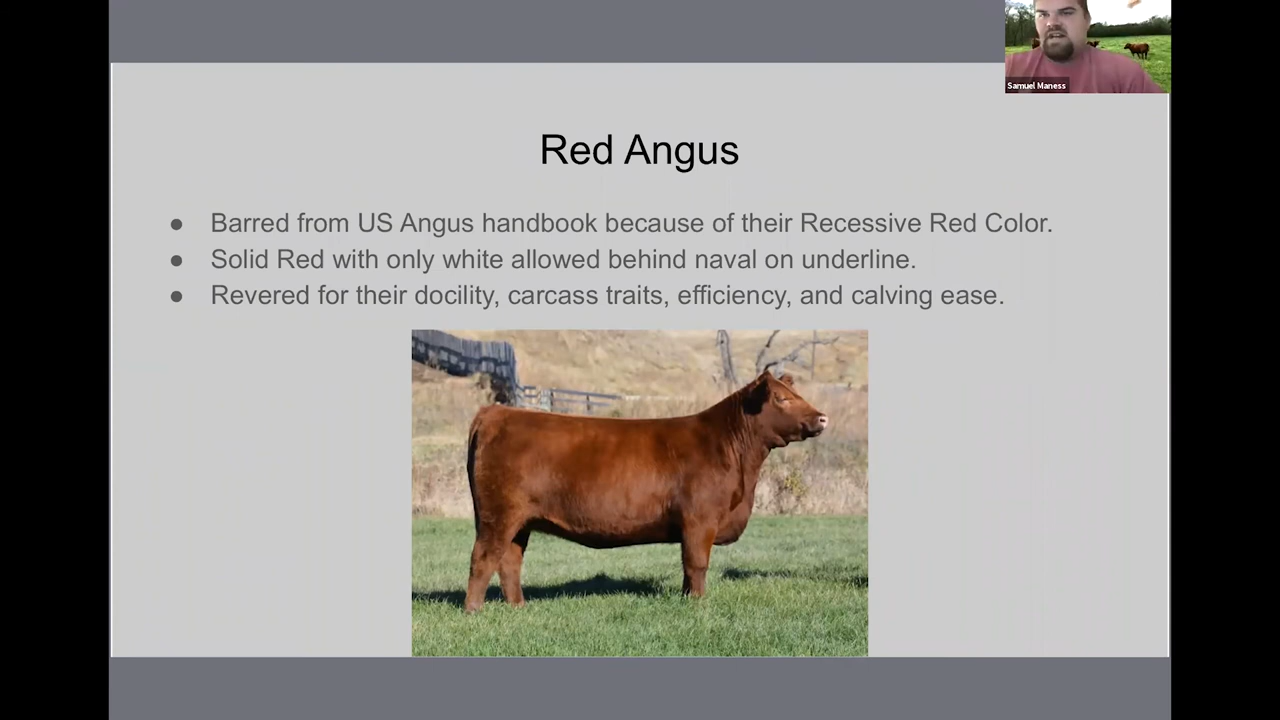 Samuel Maness
Red Angus
● Barred from US Angus handbook because of their Recessive Red Color.
● Solid Red with only white allowed behind naval on underline.
● Revered for their docility, carcass traits, efficiency, and calving ease.